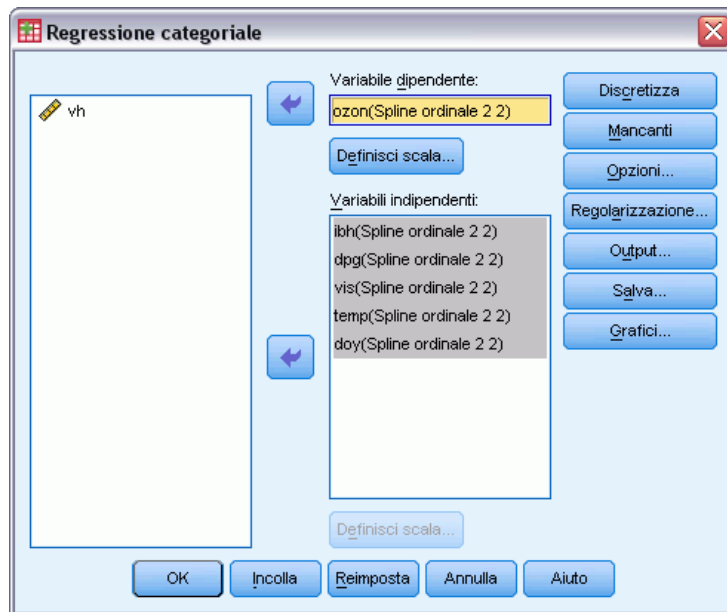 Regressione categoriale
vh
Variabile dipendente:
ozon(Spline ordinale 2 2)
Definisci scala...
Variabili indipendenti:
ibh(Spline ordinale 2 2)
dpg(Spline ordinale 2 2)
vis(Spline ordinale 2 2)
temp(Spline ordinale 2 2)
doy(Spline ordinale 2 2)
Definisci scala...
Discretizza
Mancanti
Opzioni...
Regolarizzazione...
Output...
Salva...
Grafici...
OK
Incolla
Reimposta
Annulla
Aiuto